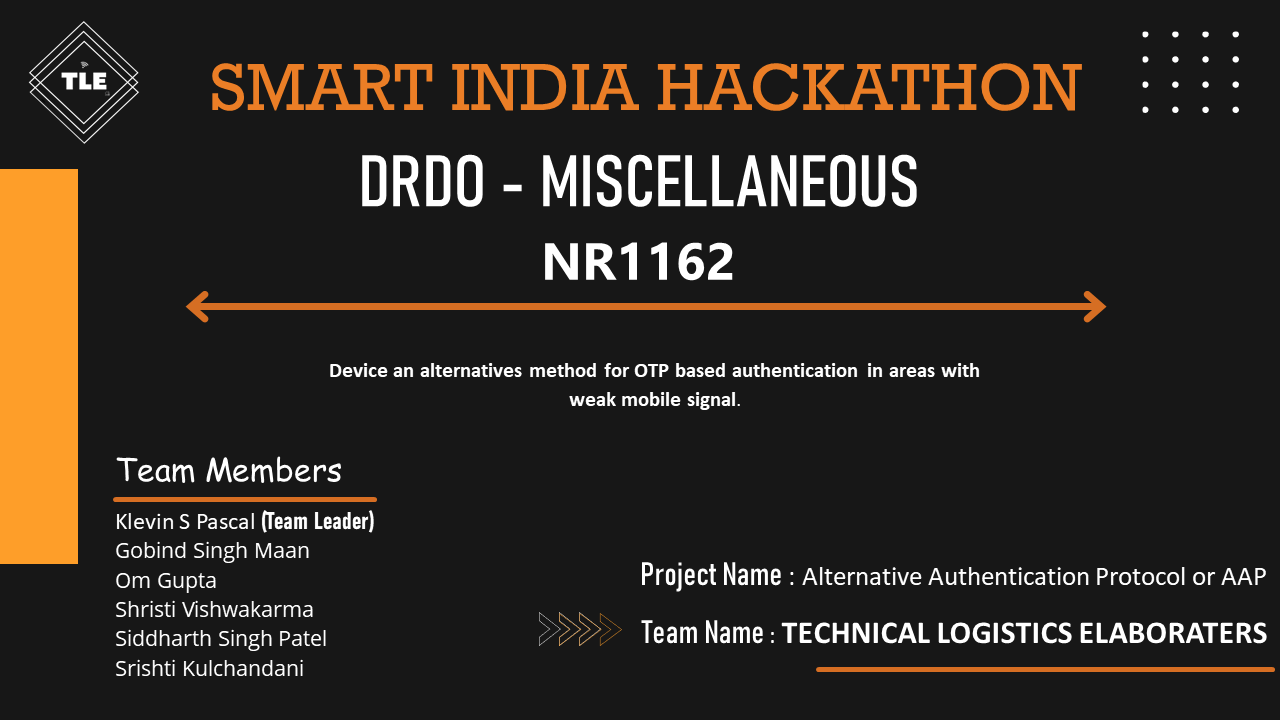 TLE
SMART INDIA HACKATHON
DRDO - MISCELLANEOUS
NR1162
Device an alternatives method for OTP based authentication in areas with
weak mobile signal.
Team Members
Klevin S Pascal (Team Leader)
Gobind Singh Maan
Om Gupta
Shristi Vishwakarma
Siddharth Singh Patel
Srishti Kulchandani
Project Name : Alternative Authentication Protocol or AAP
Team Name : TECHNICAL LOGISTICS ELABORATERS